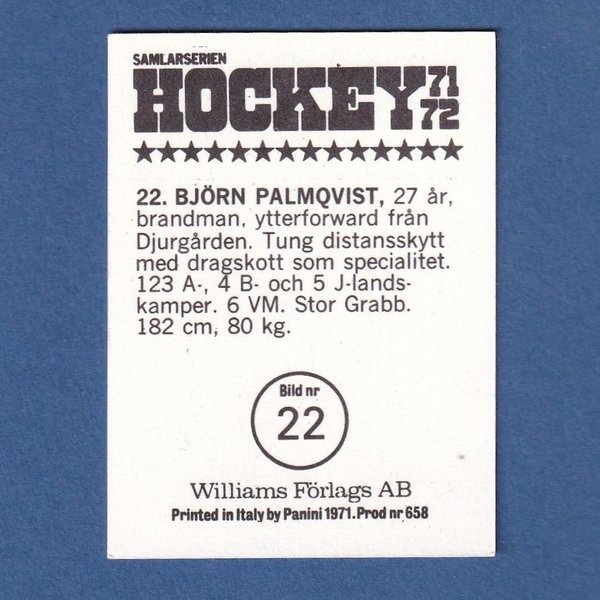 SAMLARSERIEN
HOCKEY 71 72
22. BJÖRN PALMQVIST, 27 år,
brandman, ytterforward från
Djurgården. Tung distansskytt
med dragskott som specialitet.
123 A-, 4 B- och 5 J-lands-
kamper. 6 VM. Stor Grabb.
182 cm, 80 kg.
Bild nr
22
Williams Förlags AB
Printed in Italy by Panini 1971. Prod nr 658